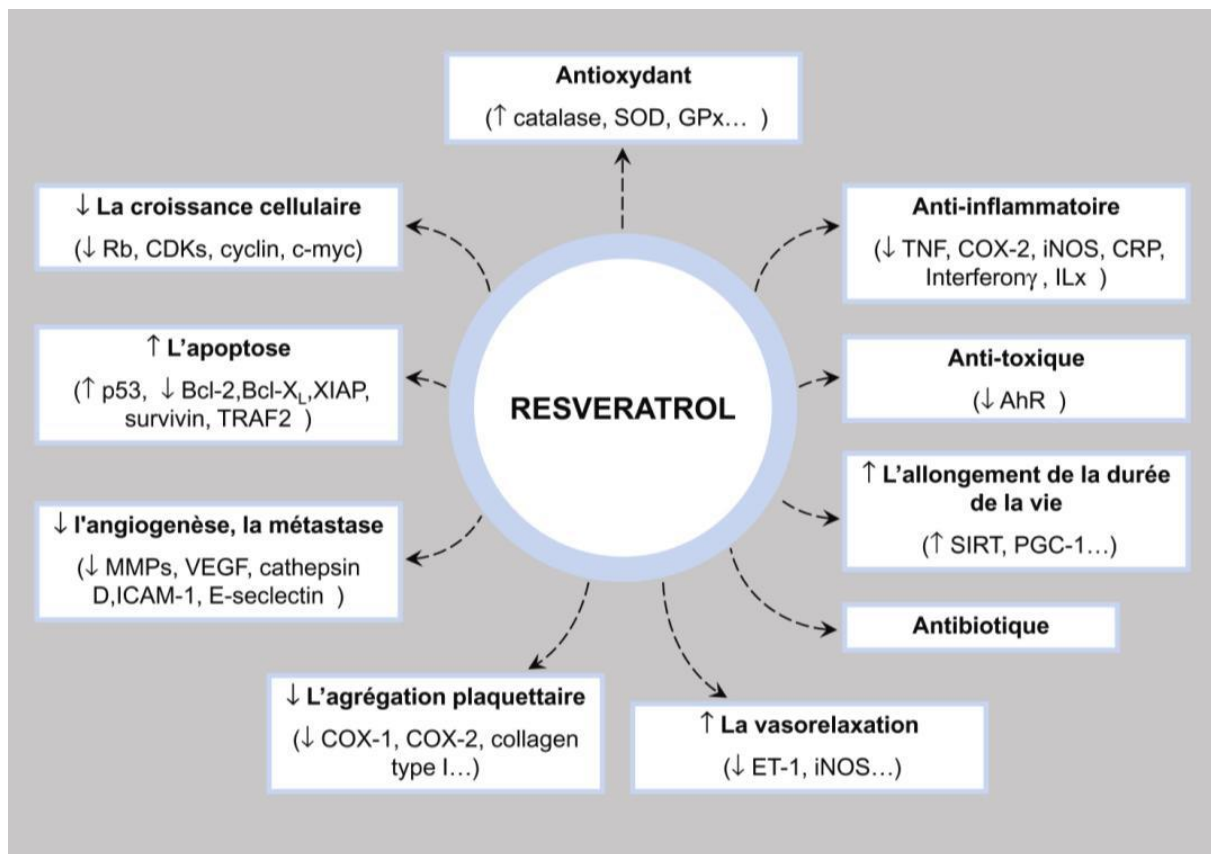 Antioxydant
(↑ catalase, SOD, GPx… )
↓ La croissance cellulaire
(↓ Rb, CDKs, cyclin, c-myc)
Anti-inflammatoire
(↓ TNF, COX-2, iNOS, CRP,
Interferonγ , ILx )
↑ L’apoptose
(↑ p53, ↓ Bcl-2,Bcl-XL,XIAP,
survivin, TRAF2 )
Anti-toxique
(↓ AhR )
RESVERATROL
↑ L’allongement de la durée
de la vie
(↑ SIRT, PGC-1…)
↓ l'angiogenèse, la métastase
(↓ MMPs, VEGF, cathepsin
D,ICAM-1, E-seclectin )
Antibiotique
↓ L’agrégation plaquettaire
(↓ COX-1, COX-2, collagen
type I…)
↑ La vasorelaxation
(↓ ET-1, iNOS…)